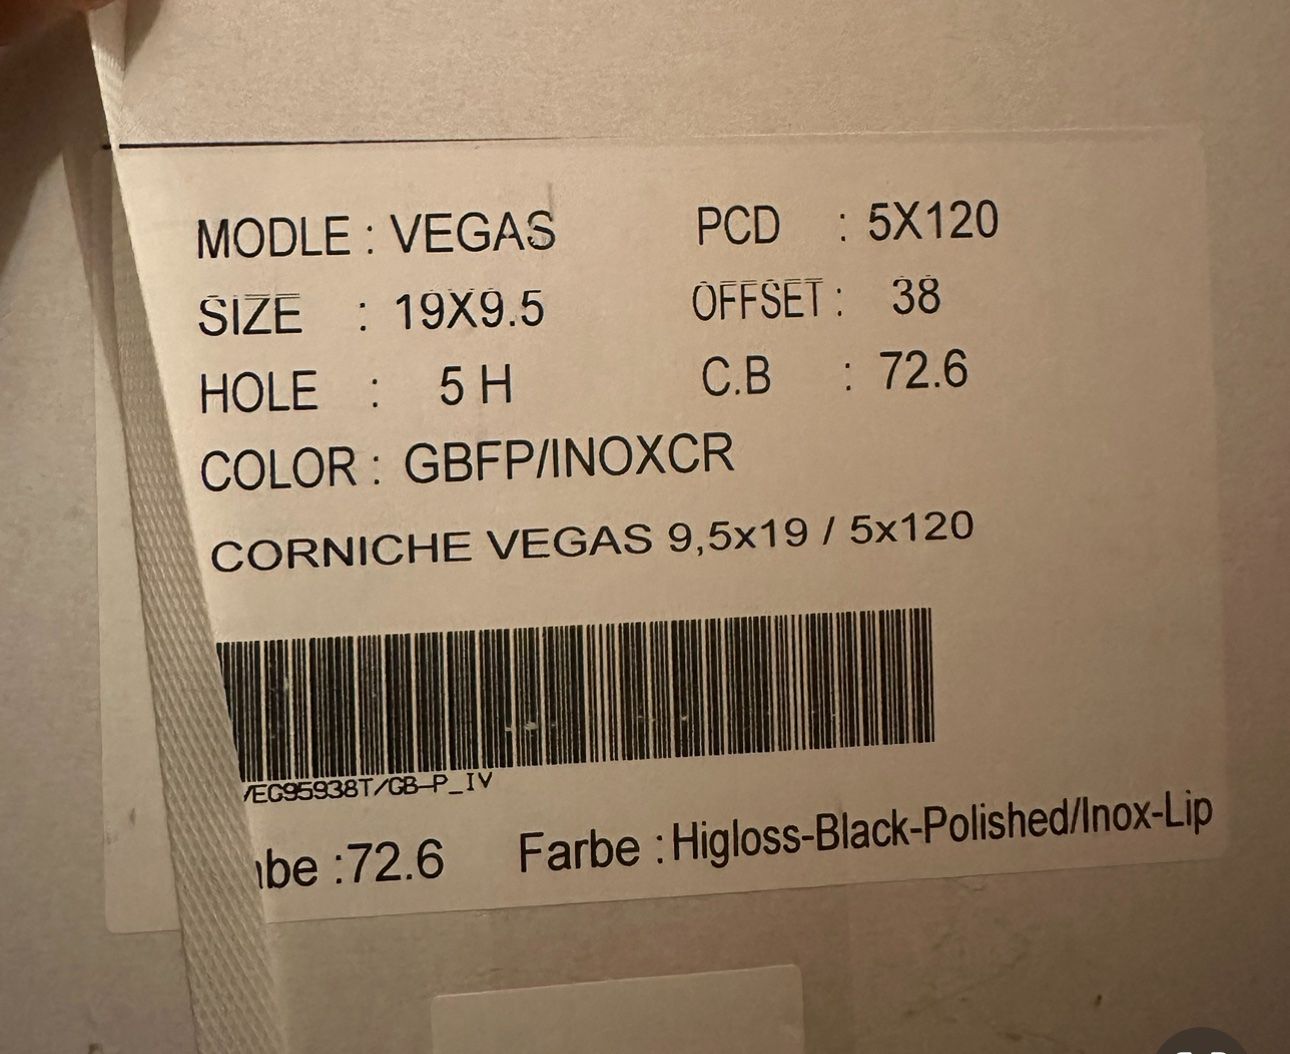 MODLE : VEGAS PCD : 5X120
SIZE : 19X9.5 OFFSET : 38
HOLE : 5 H C.B : 72.6
COLOR : GBFP/INOXCR
CORNICHE VEGAS 9,5x19 / 5x120
/EG95938T/GB-P_IV
:72.6 Farbe : Higloss-Black-Polished/Inox-Lip